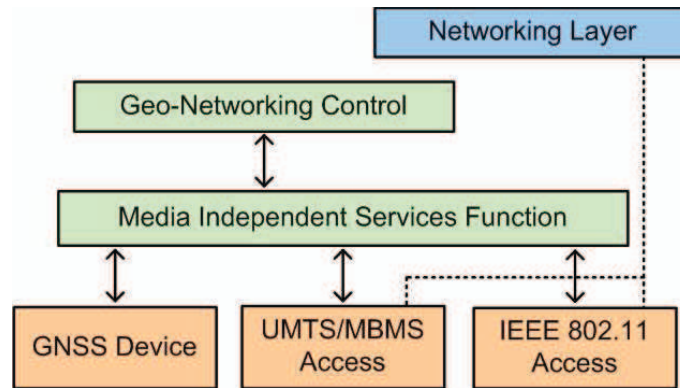 Networking Layer
Geo-Networking Control
Media Independent Services Function
GNSS Device
UMTS/MBMS
Access
IEEE 802.11
Access